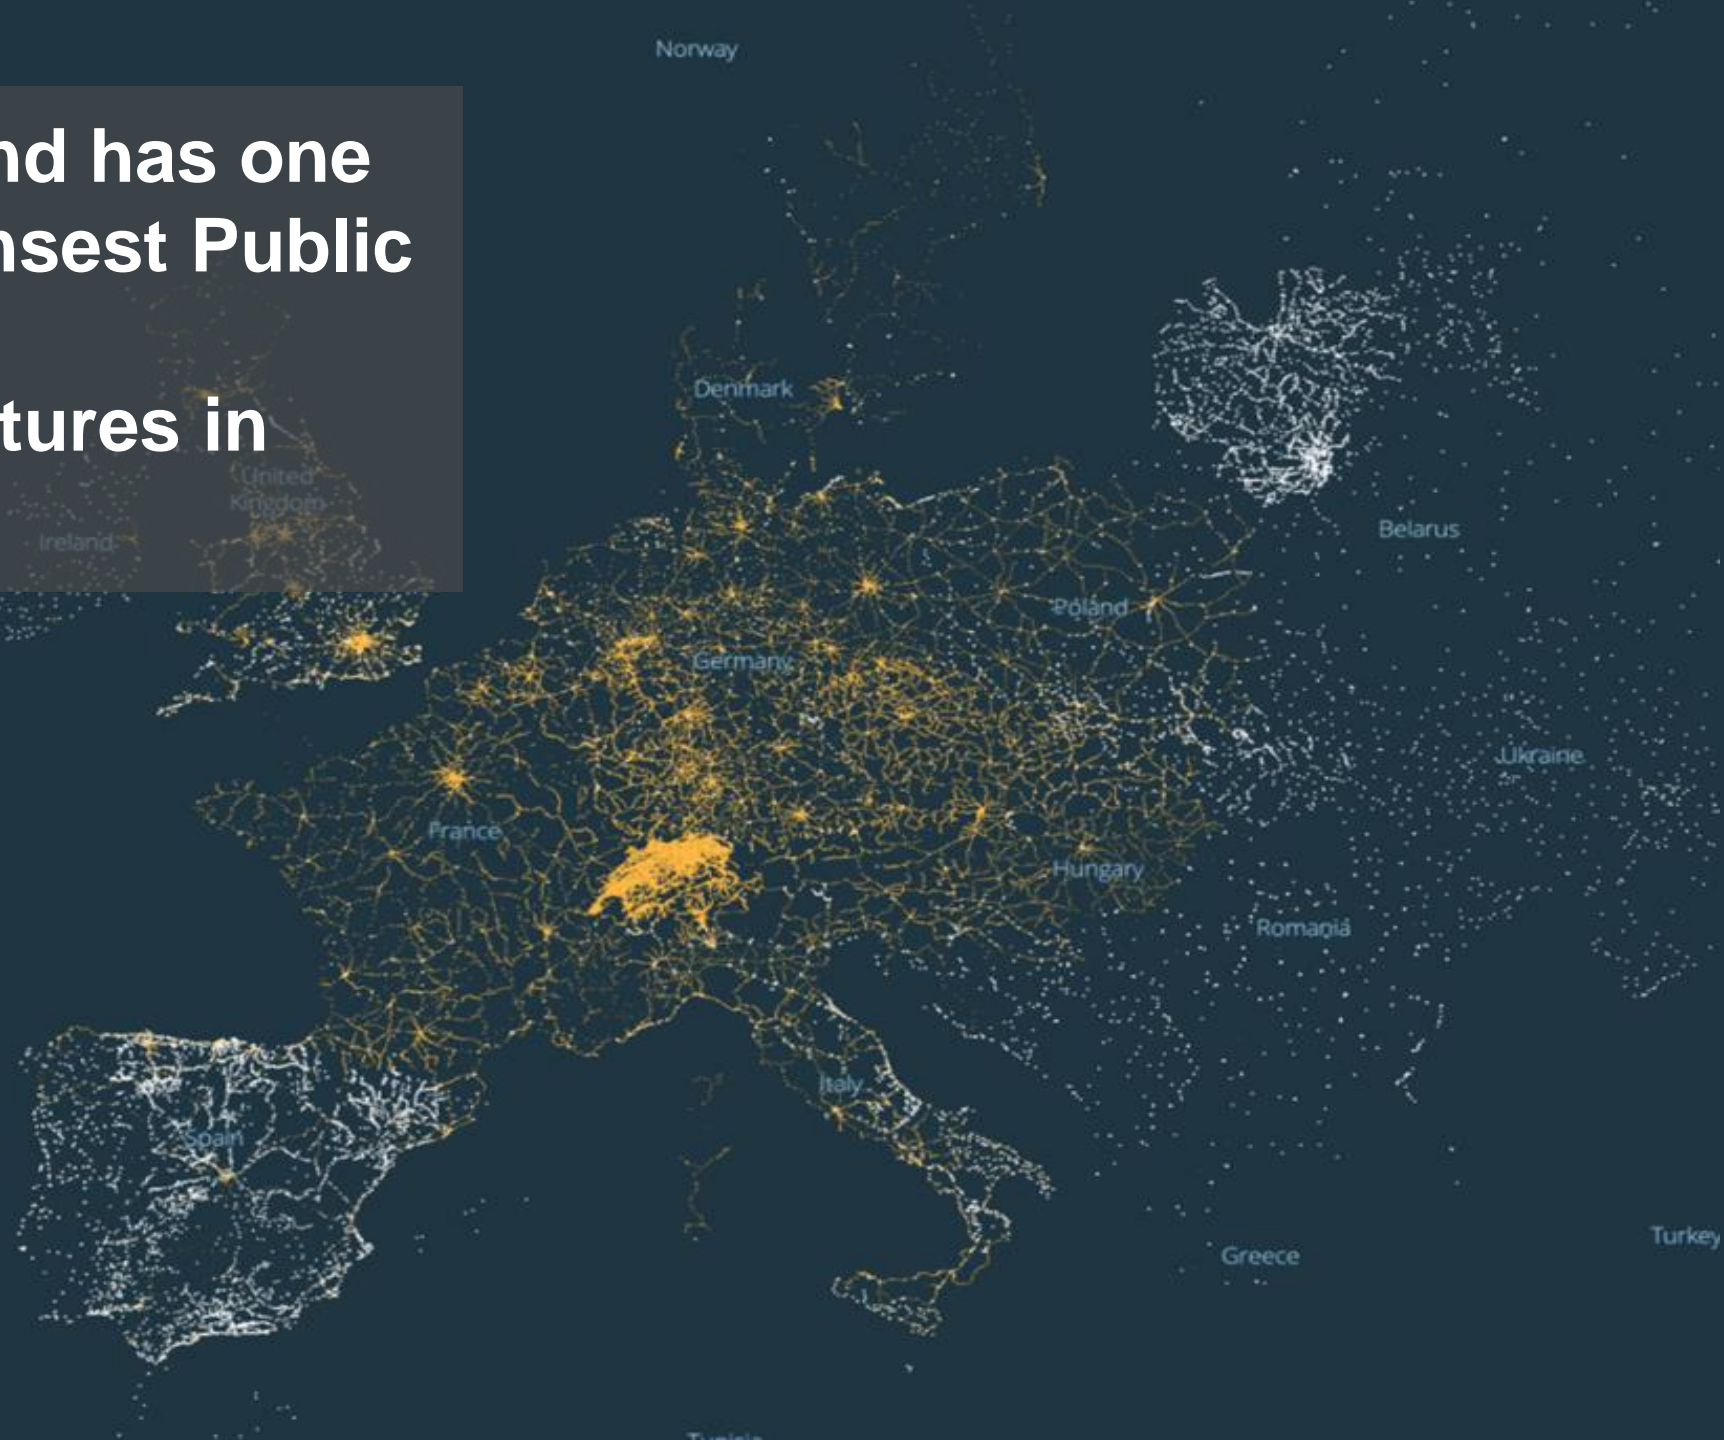 Norway
nd has one
nsest Public
tures in
Denmark
United
Kingdom
Ireland
Belarus
Poland
Germany
Ukraine
France
Hungary
Romania
Italy
Spain
Greece
Turkey